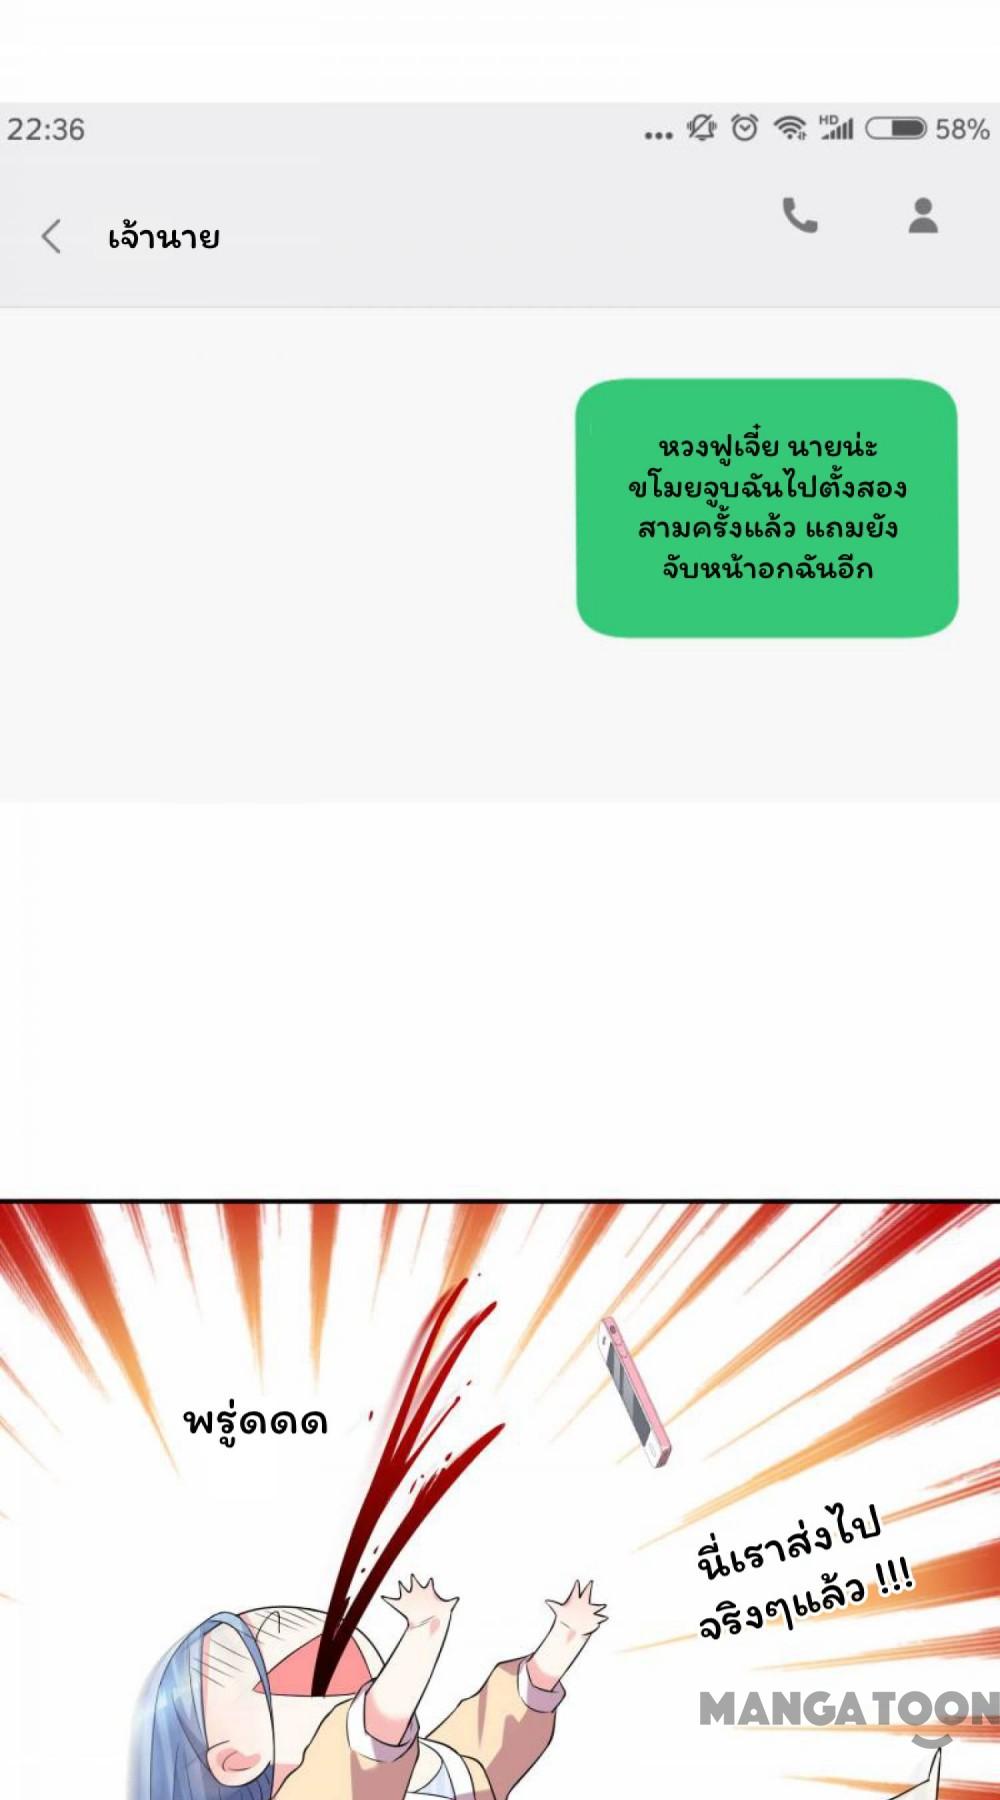 22:36
HD
58%
เจ้านาย
หวงฟูเจี๋ย นายน่ะ
ขโมยจูบฉันไปตั้งสอง
สามครั้งแล้ว แถมยัง
จับหน้าอกฉันอีก
พรู่ดดด
นี่เราส่งไป
จริงๆแล้ว !!!
MANGATOON